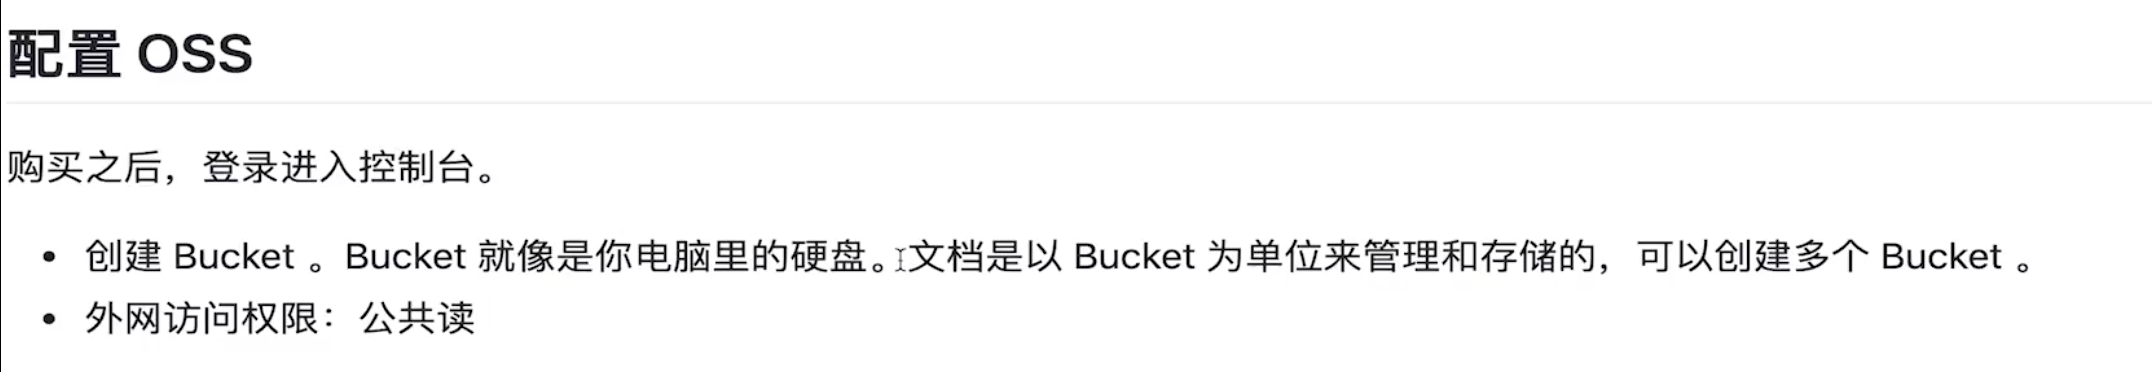 配置 OSS
购买之后，登录进入控制台。
• 创建 Bucket 。Bucket 就像是你电脑里的硬盘。文档是以 Bucket 为单位来管理和存储的，可以创建多个 Bucket 。
• 外网访问权限：公共读